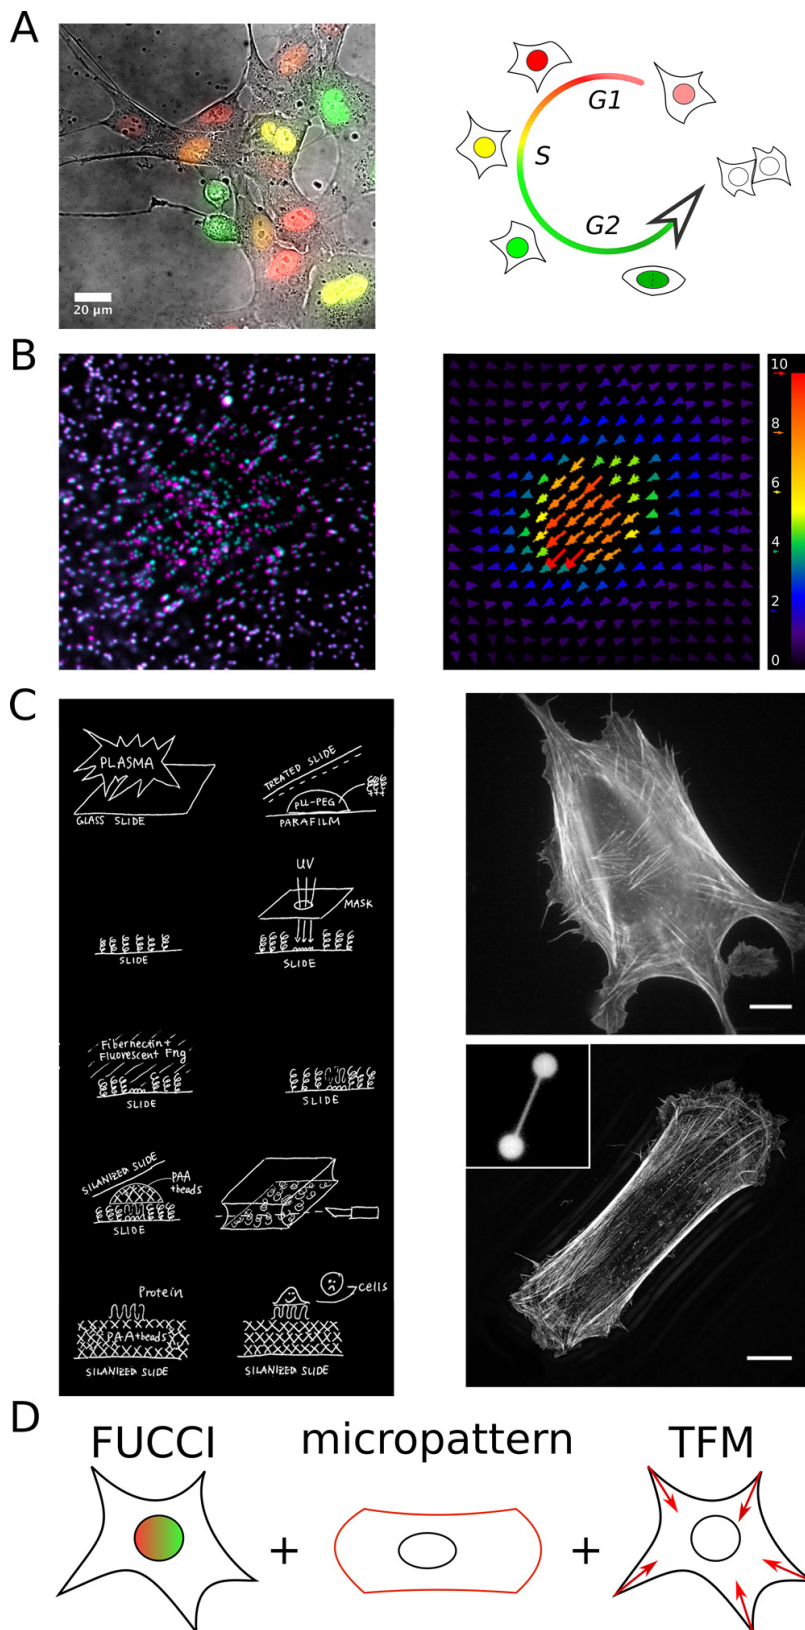 A
G1
S
G2
20 µm
B
10
8
6
4
2
0
C
PLASMA
GLASS SLIDE
TREATED SLIDE
pLL-PEG
PARAFILM
UV
MASK
SLIDE
SLIDE
Fibernectin+
Fluorescent Fng
SLIDE
SLIDE
SILANIZED SLIDE
PAA
+beads
SLIDE
Protein
PAA+beads
SILANIZED SLIDE
cells
SILANIZED SLIDE
D
FUCCI
micropattern
TFM
+
+